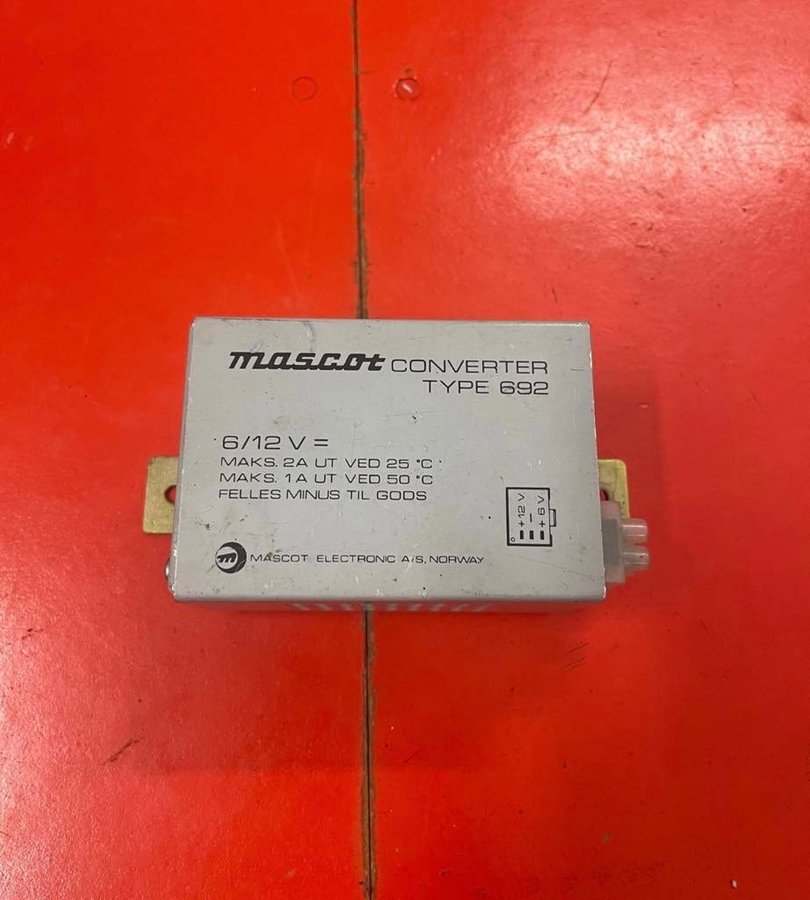 mascot CONVERTER
TYPE 692
6/12 V =
MAKS. 2A UT VED 25 °C
MAKS. 1A UT VED 50 °C
FELLES MINUS TIL GODS
+12 V
–
+ 6 V
m MASCOT ELECTRONIC A/S, NORWAY